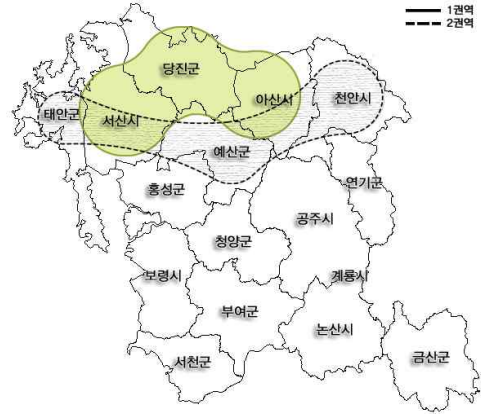 1권역
2권역
당진군
아산시
천안시
태안군
서산시
예산군
연기군
홍성군
공주시
청양군
보령시
계룡시
부여군
논산시
서천군
금산군